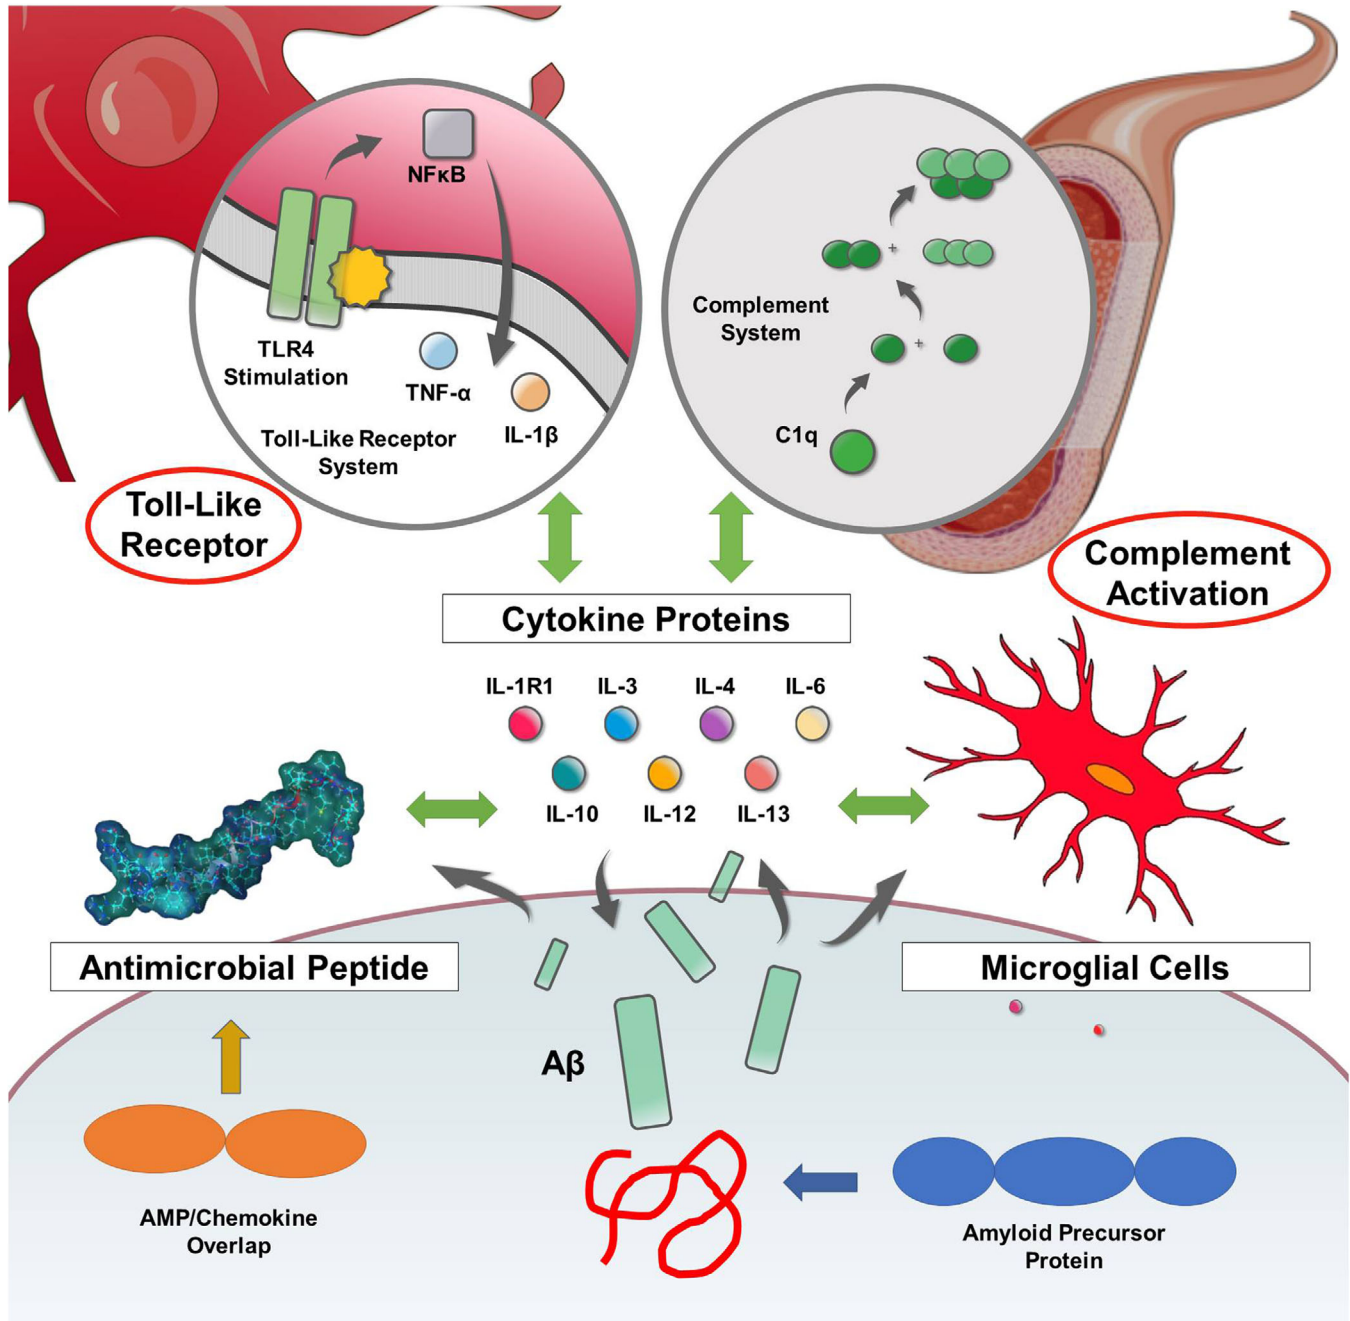 NFκB
TLR4
Stimulation
TNF-α
IL-1β
Toll-Like Receptor
System
Complement
System
+
+
C1q
Toll-Like
Receptor
Complement
Activation
Cytokine Proteins
IL-1R1 IL-3 IL-4 IL-6
IL-10 IL-12 IL-13
Antimicrobial Peptide
Microglial Cells
Aβ
AMP/Chemokine
Overlap
Amyloid Precursor
Protein